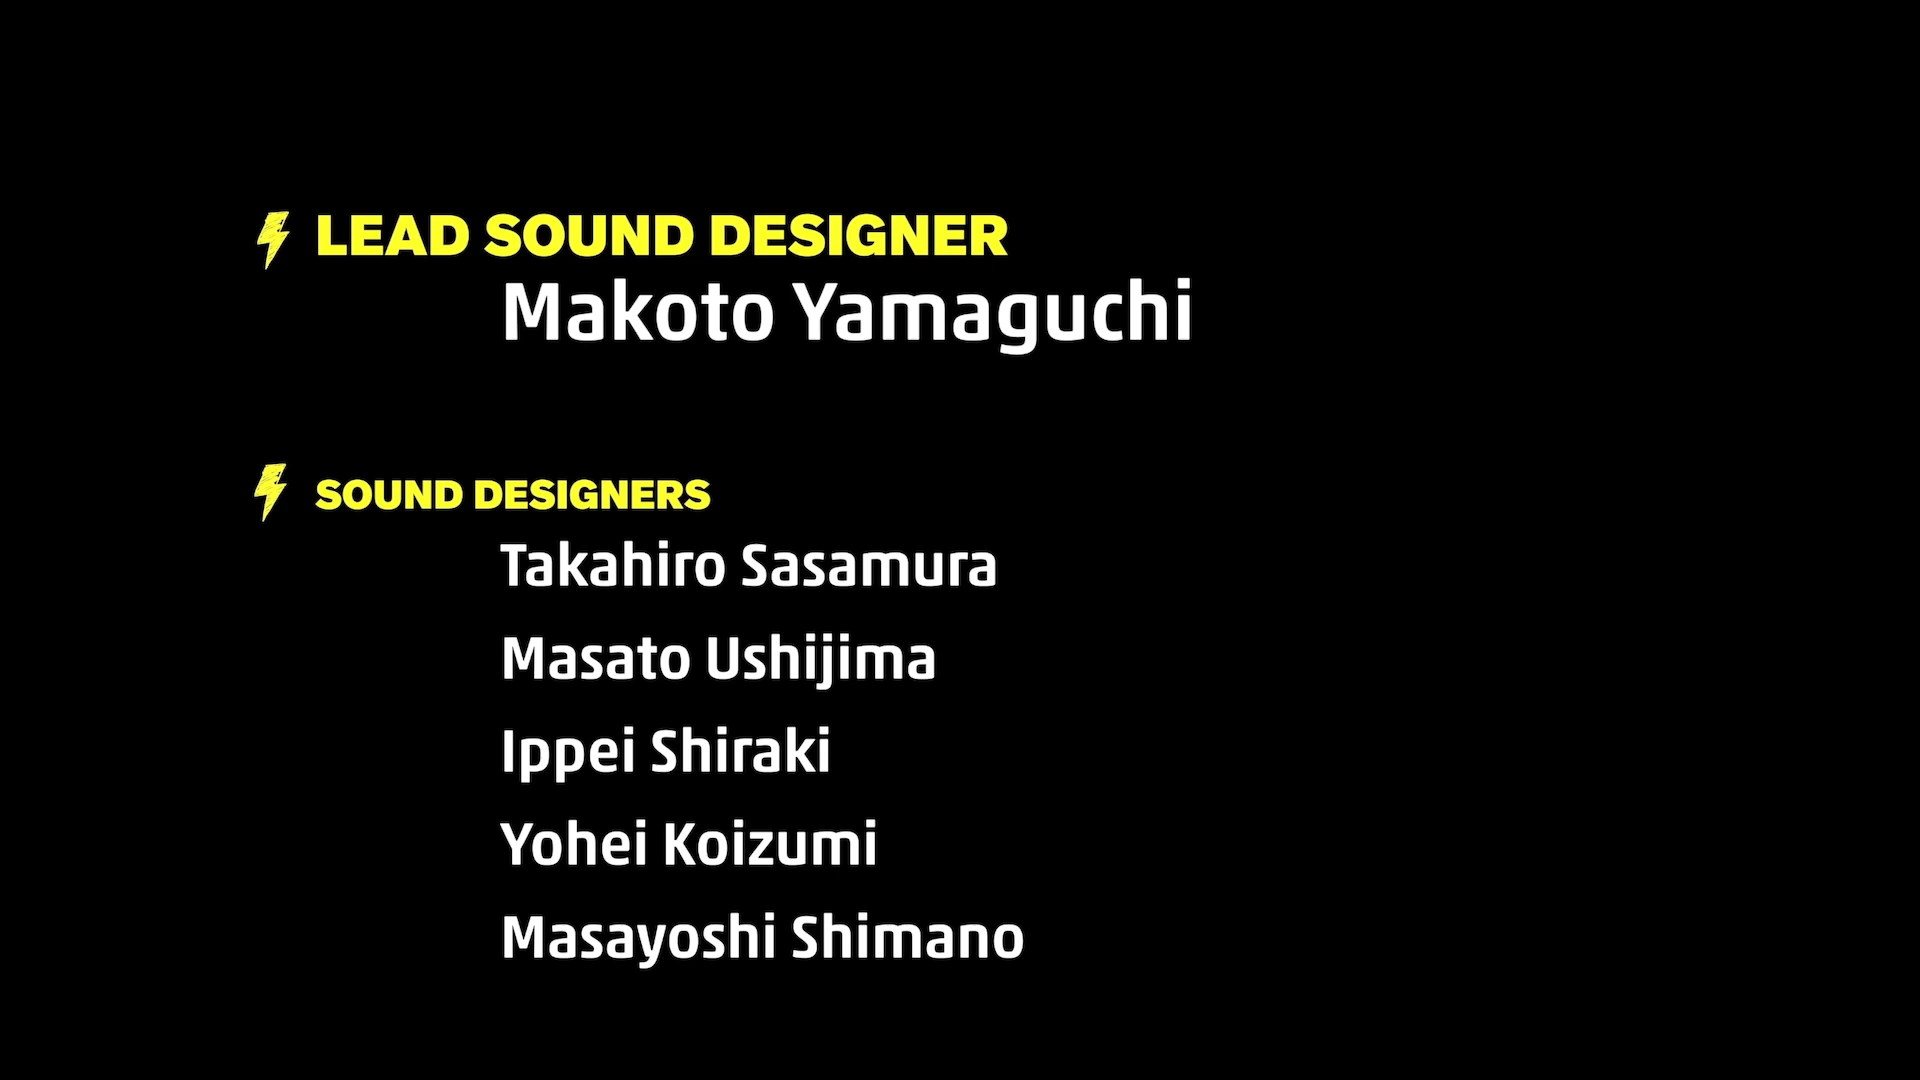 LEAD SOUND DESIGNER
Makoto Yamaguchi
SOUND DESIGNERS
Takahiro Sasamura
Masato Ushijima
Ippei Shiraki
Yohei Koizumi
Masayoshi Shimano